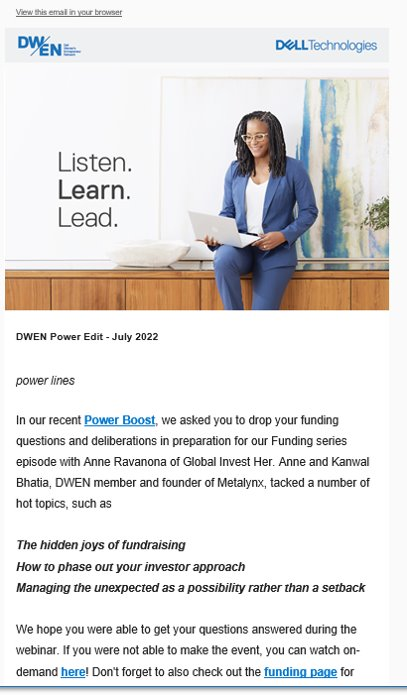 View this email in your browser
DW/EN
Dell
Women's
Entrepreneur
Network
DELLTechnologies
Listen.
Learn.
Lead.
DWEN Power Edit - July 2022
power lines
In our recent Power Boost, we asked you to drop your funding
questions and deliberations in preparation for our Funding series
episode with Anne Ravanona of Global Invest Her. Anne and Kanwal
Bhatia, DWEN member and founder of Metalynx, tacked a number of
hot topics, such as
The hidden joys of fundraising
How to phase out your investor approach
Managing the unexpected as a possibility rather than a setback
We hope you were able to get your questions answered during the
webinar. If you were not able to make the event, you can watch on-
demand here! Don't forget to also check out the funding page for